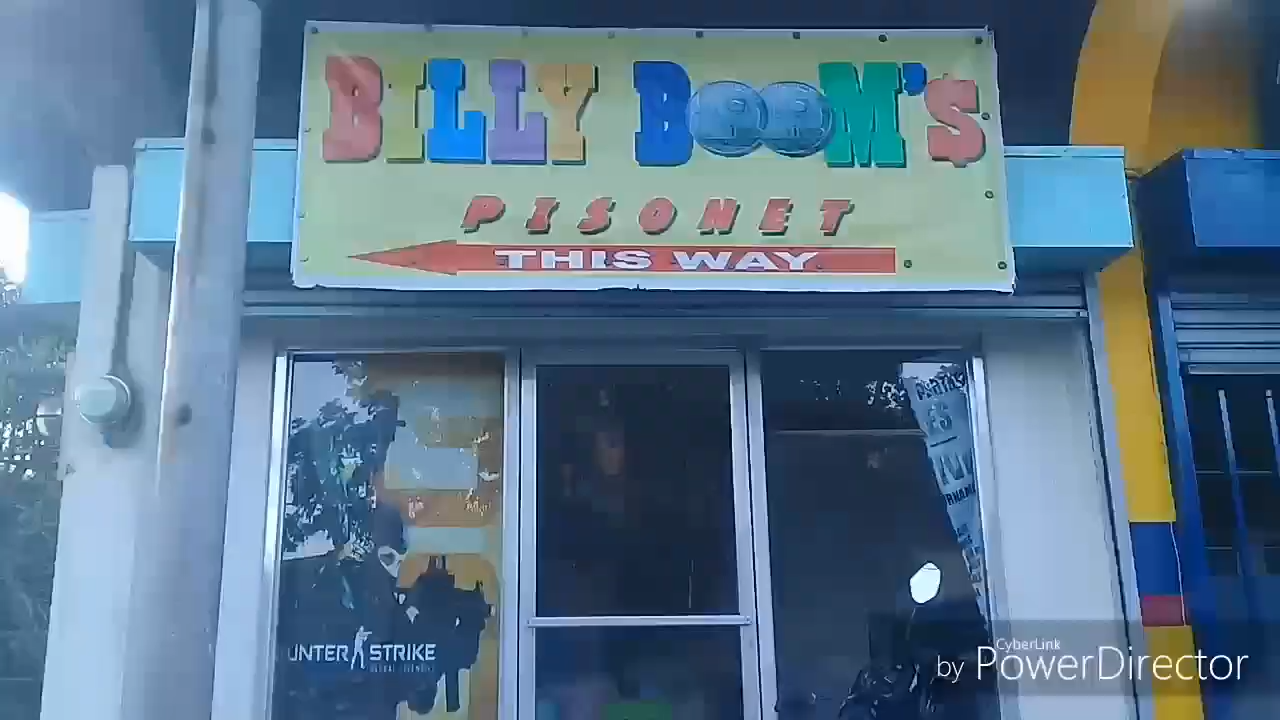 BILLY BOOM'$
PISONET
THIS WAY
UNTER STRIKE
CyberLink
by PowerDirector